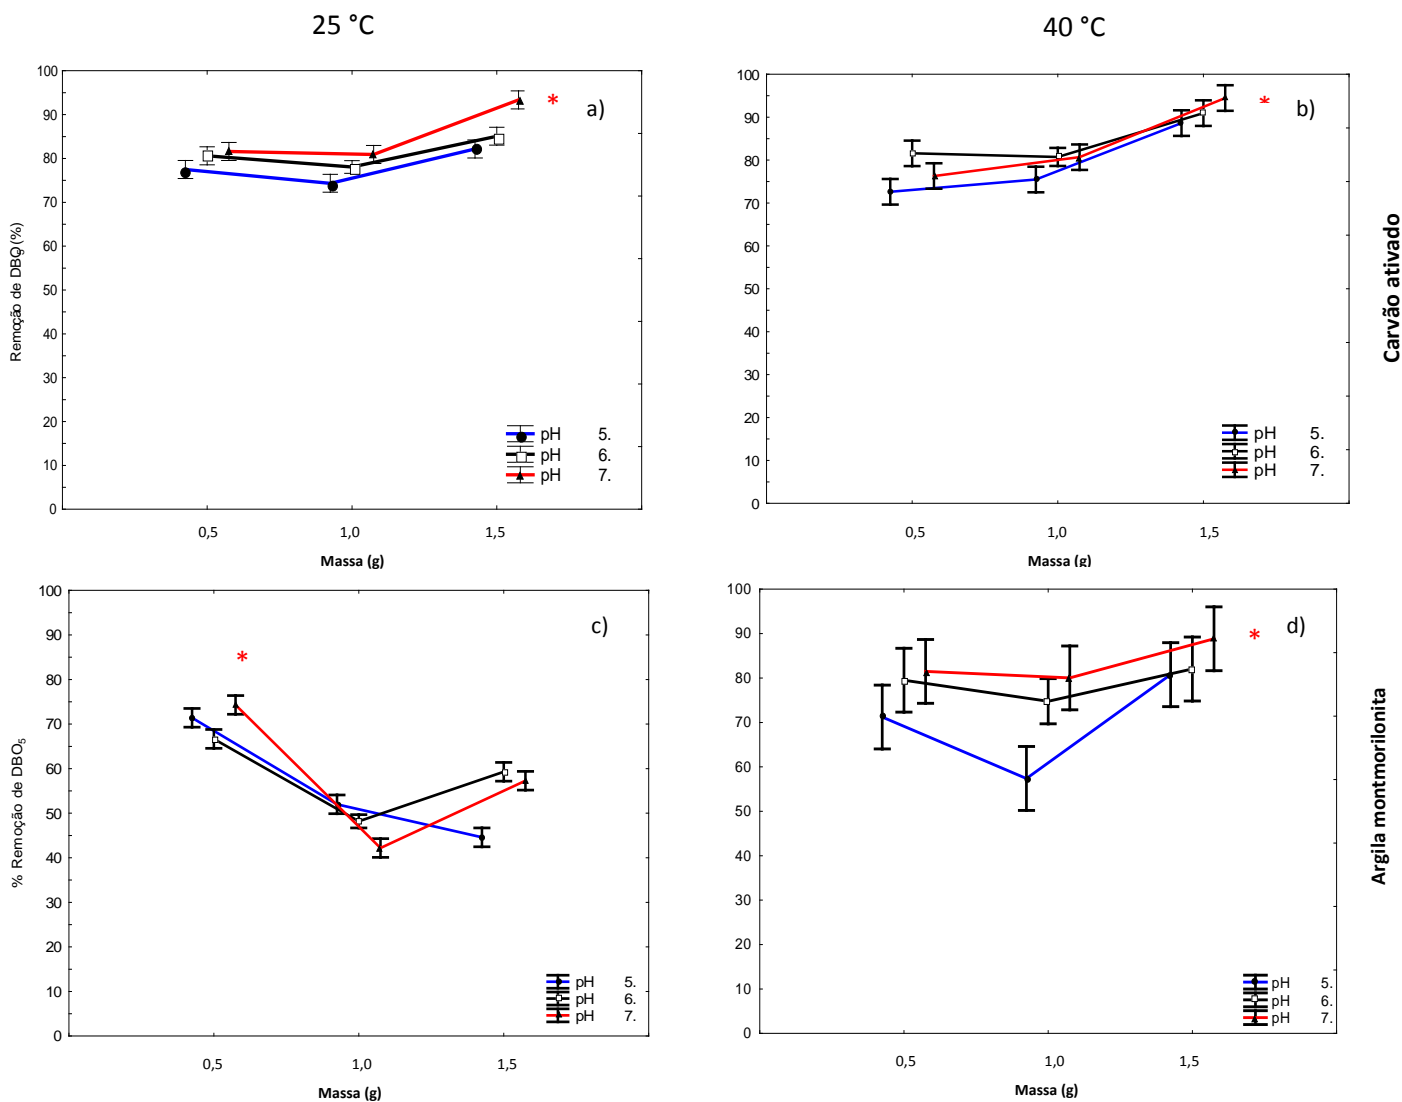 25 °C
40 °C
100
90
80
70
60
50
40
30
20
10
0
Remoção de DBO5 (%)
*
a)
pH 5.
pH 6.
pH 7.
0,5
1,0
1,5
Massa (g)
100
90
80
70
60
50
40
30
20
10
0
*
b)
pH 5.
pH 6.
pH 7.
0,5
1,0
1,5
Massa (g)
Carvão ativado
100
90
80
70
60
50
40
30
20
10
0
% Remoção de DBO₅
*
c)
pH 5.
pH 6.
pH 7.
0,5
1,0
1,5
Massa (g)
100
90
80
70
60
50
40
30
20
10
0
*
d)
pH 5.
pH 6.
pH 7.
0,5
1,0
1,5
Massa (g)
Argila montmorilonita